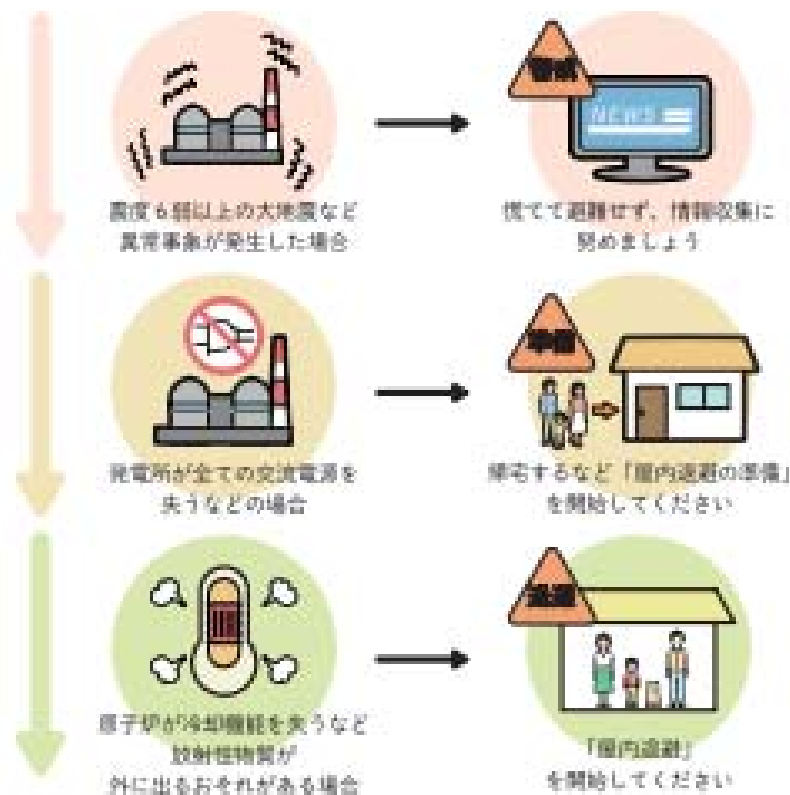 震度6弱以上の大地震など
異常事象が発生した場合
NEWS
慌てて避難せず、情報収集に
努めましょう
発電所が全ての交流電源を
失うなどの場合
帰宅するなど「屋内退避の準備」
を開始してください
原子炉が冷却機能を失うなど
放射性物質が
外に出るおそれがある場合
「屋内退避」
を開始してください